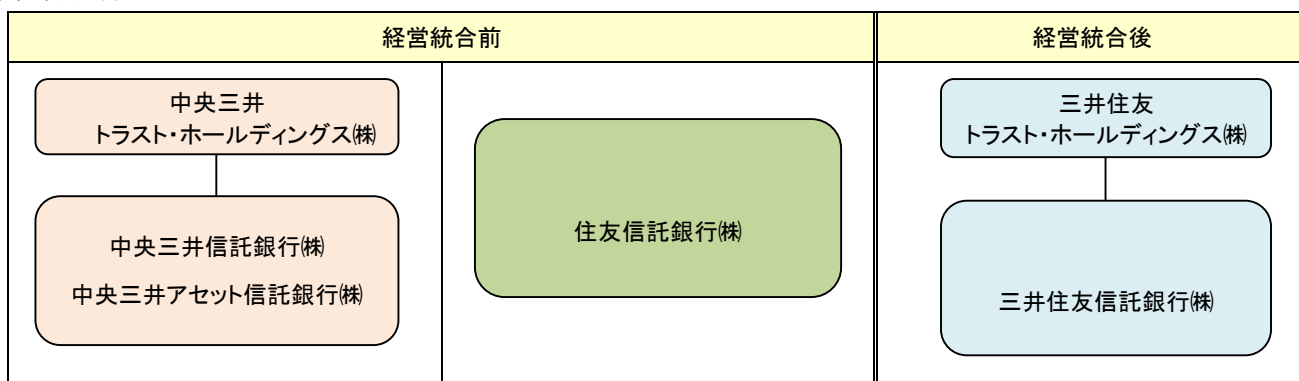 経営統合前
経営統合後
中央三井
トラスト・ホールディングス㈱
中央三井信託銀行㈱
中央三井アセット信託銀行㈱
住友信託銀行㈱
三井住友
トラスト・ホールディングス㈱
三井住友信託銀行㈱